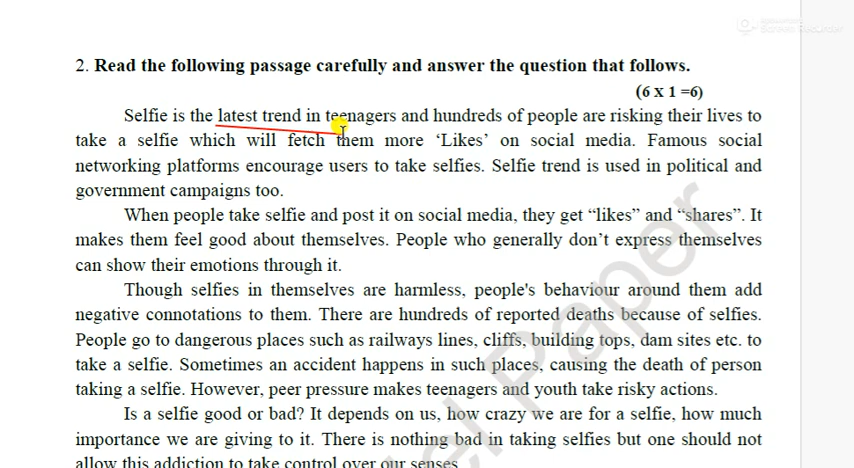 Screen Recorder
2. Read the following passage carefully and answer the question that follows.
(6 x 1 =6)
Selfie is the latest trend in teenagers and hundreds of people are risking their lives to
take a selfie which will fetch them more ‘Likes’ on social media. Famous social
networking platforms encourage users to take selfies. Selfie trend is used in political and
government campaigns too.
When people take selfie and post it on social media, they get “likes” and “shares”. It
makes them feel good about themselves. People who generally don’t express themselves
can show their emotions through it.
Though selfies in themselves are harmless, people's behaviour around them add
negative connotations to them. There are hundreds of reported deaths because of selfies.
People go to dangerous places such as railways lines, cliffs, building tops, dam sites etc. to
take a selfie. Sometimes an accident happens in such places, causing the death of person
taking a selfie. However, peer pressure makes teenagers and youth take risky actions.
Is a selfie good or bad? It depends on us, how crazy we are for a selfie, how much
importance we are giving to it. There is nothing bad in taking selfies but one should not
allow this addiction to take control over our senses
del Paper